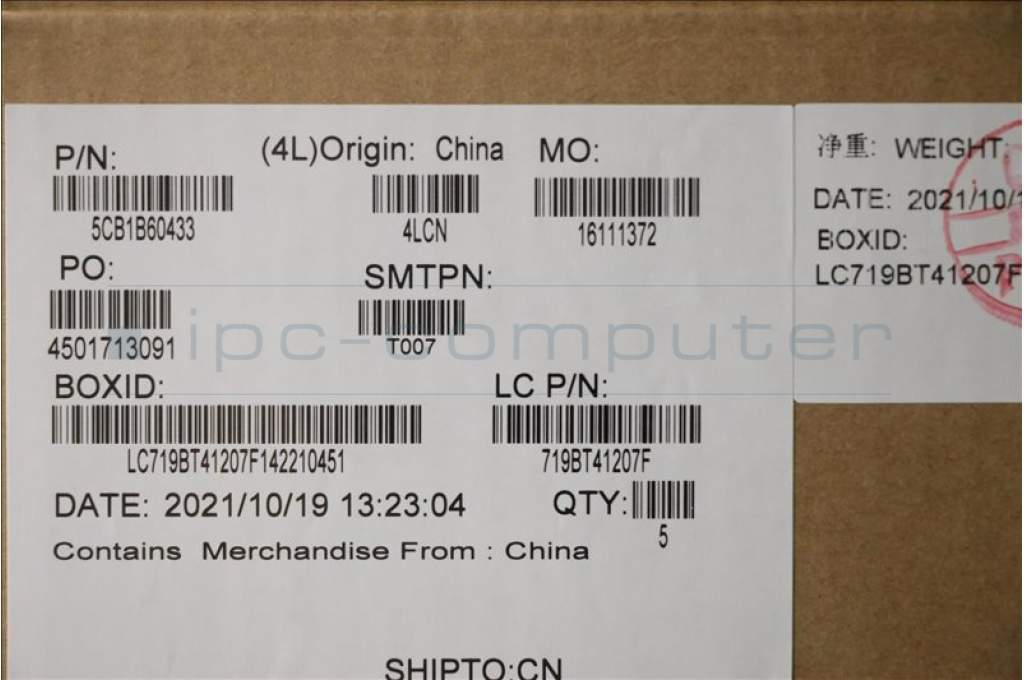 P/N: (4L)Origin: China MO:
5CB1B60433 4LCN 16111372
PO: SMTPN:
4501713091 T007
BOXID: LC P/N:
LC719BT41207F142210451 719BT41207F
DATE: 2021/10/19 13:23:04 QTY:
5
Contains Merchandise From : China
SHIPTO:CN
净重: WEIGHT:
DATE: 2021/10/1
BOXID:
LC719BT41207F
ipc-computer